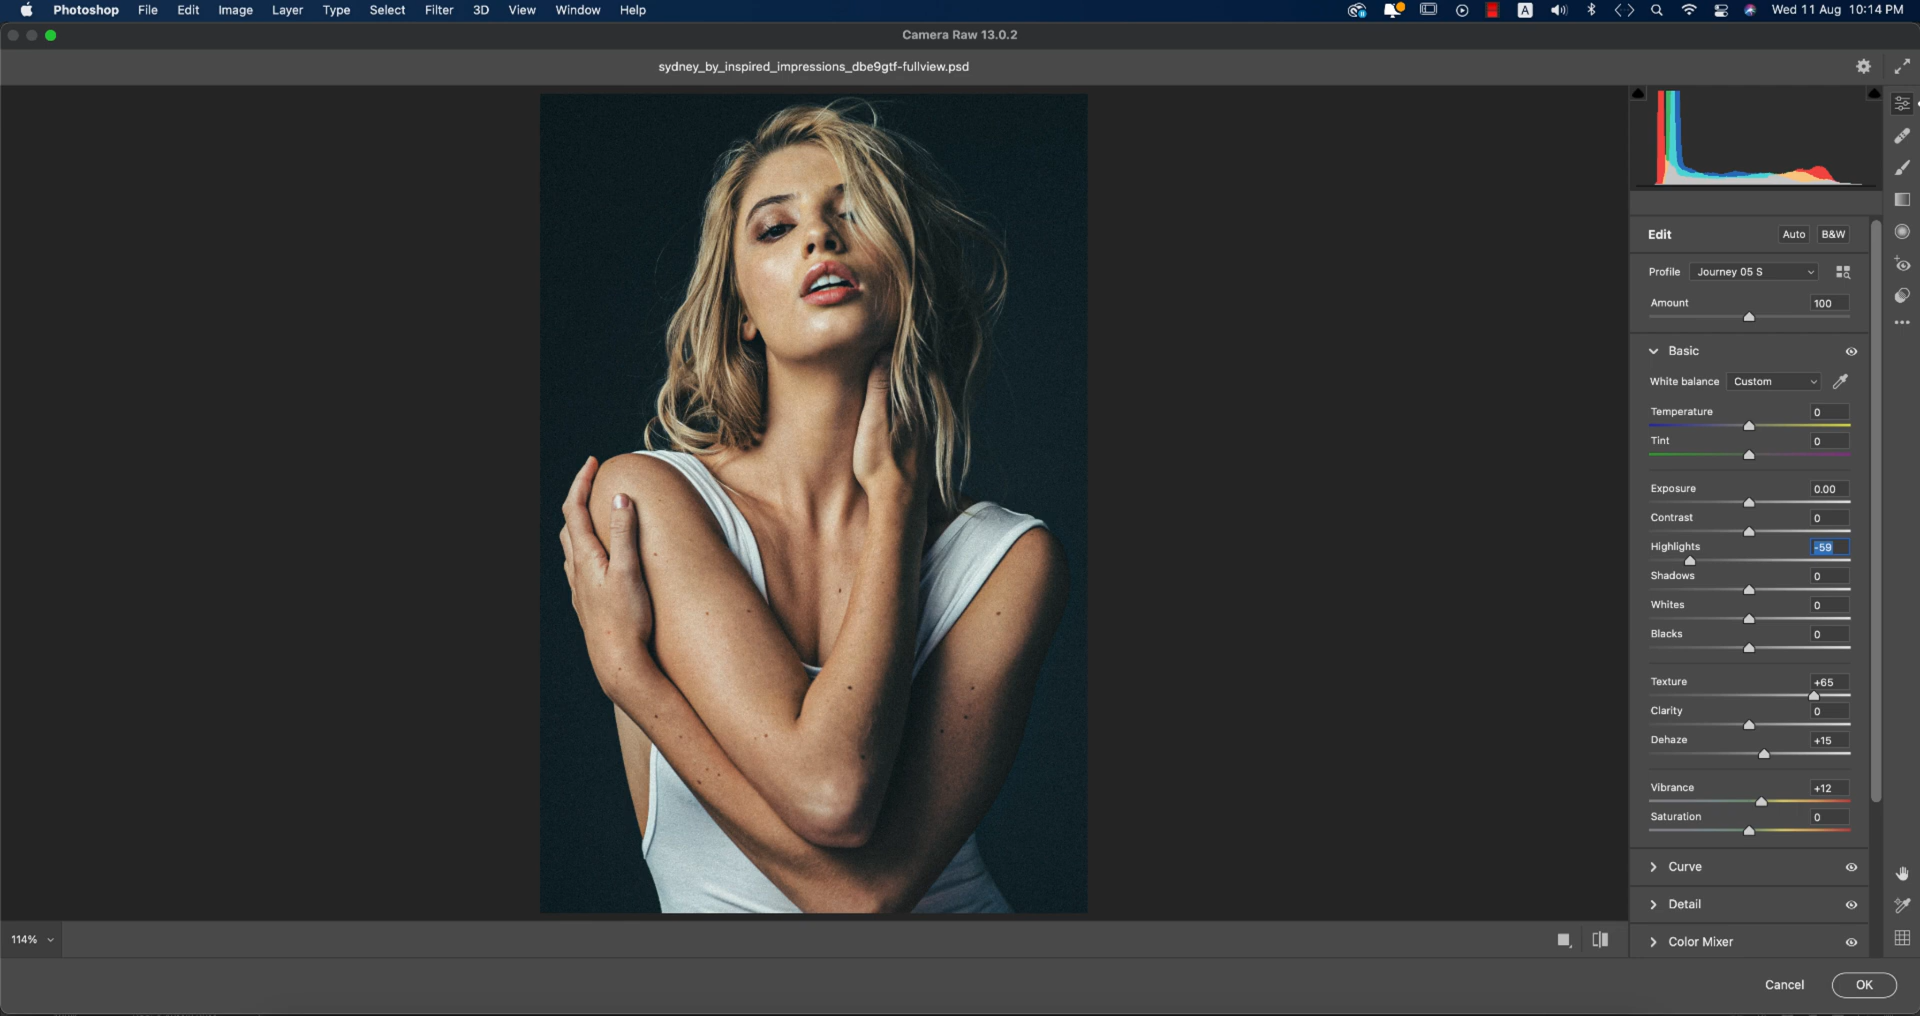 Photoshop File Edit Image Layer Type Select Filter 3D View Window Help A Wed 11 Aug 10:14 PM
Camera Raw 13.0.2
sydney_by_inspired_impressions_dbe9gtf-fullview.psd
Edit Auto B&W
Profile Journey 05 S
Amount 100
Basic
White balance Custom
Temperature 0
Tint 0
Exposure 0.00
Contrast 0
Highlights -59
Shadows 0
Whites 0
Blacks 0
Texture +65
Clarity 0
Dehaze +15
Vibrance +12
Saturation 0
Curve
Detail
114%
Color Mixer
Cancel OK